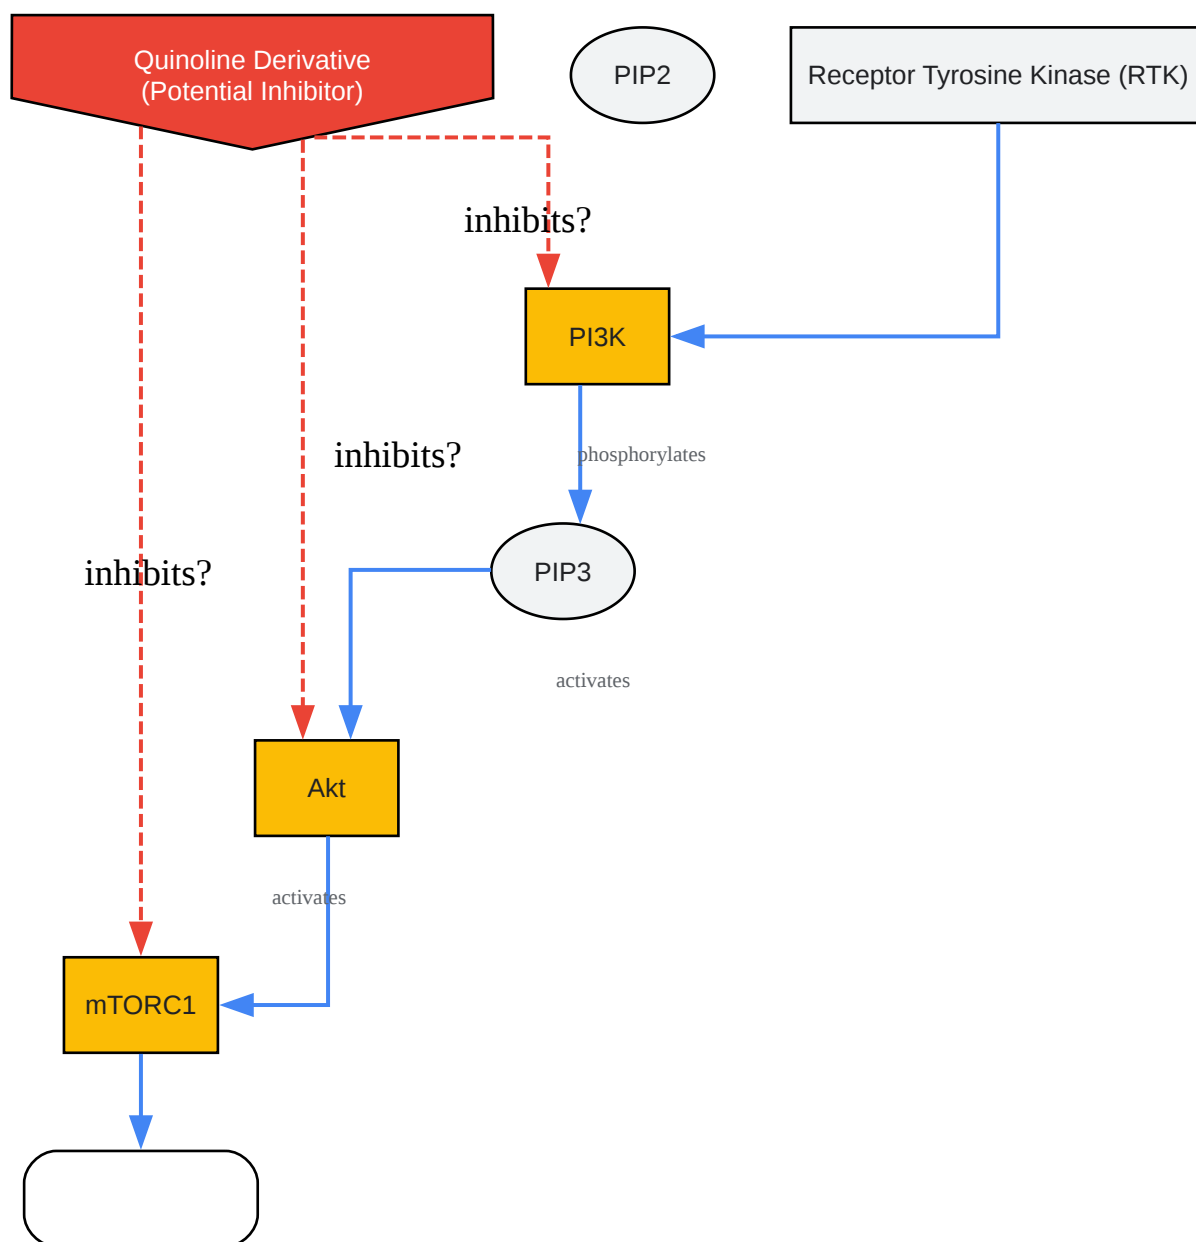 Quinoline Derivative
(Potential Inhibitor)
PIP2
Receptor Tyrosine Kinase (RTK)
inhibits?
PI3K
inhibits?
phosphorylates
inhibits?
PIP3
activates
Akt
activates
mTORC1